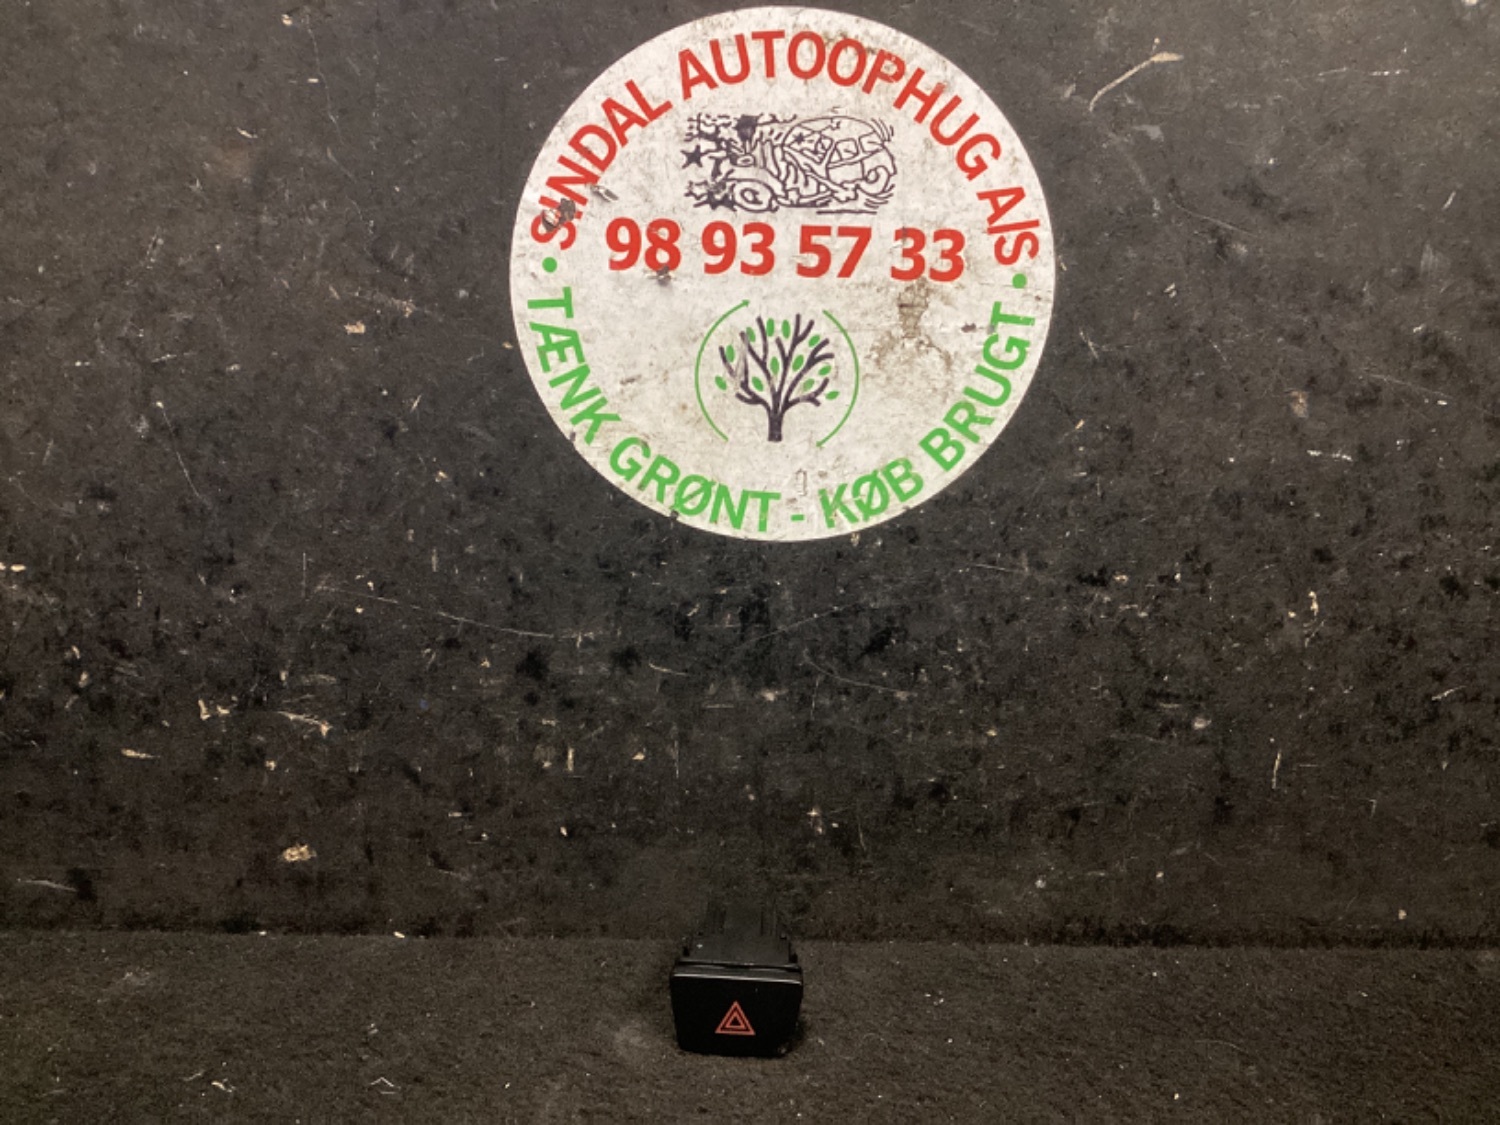 SINDAL AUTOOPHUG A/S
98 93 57 33
• TÆNK GRØNT - KØB BRUGT •